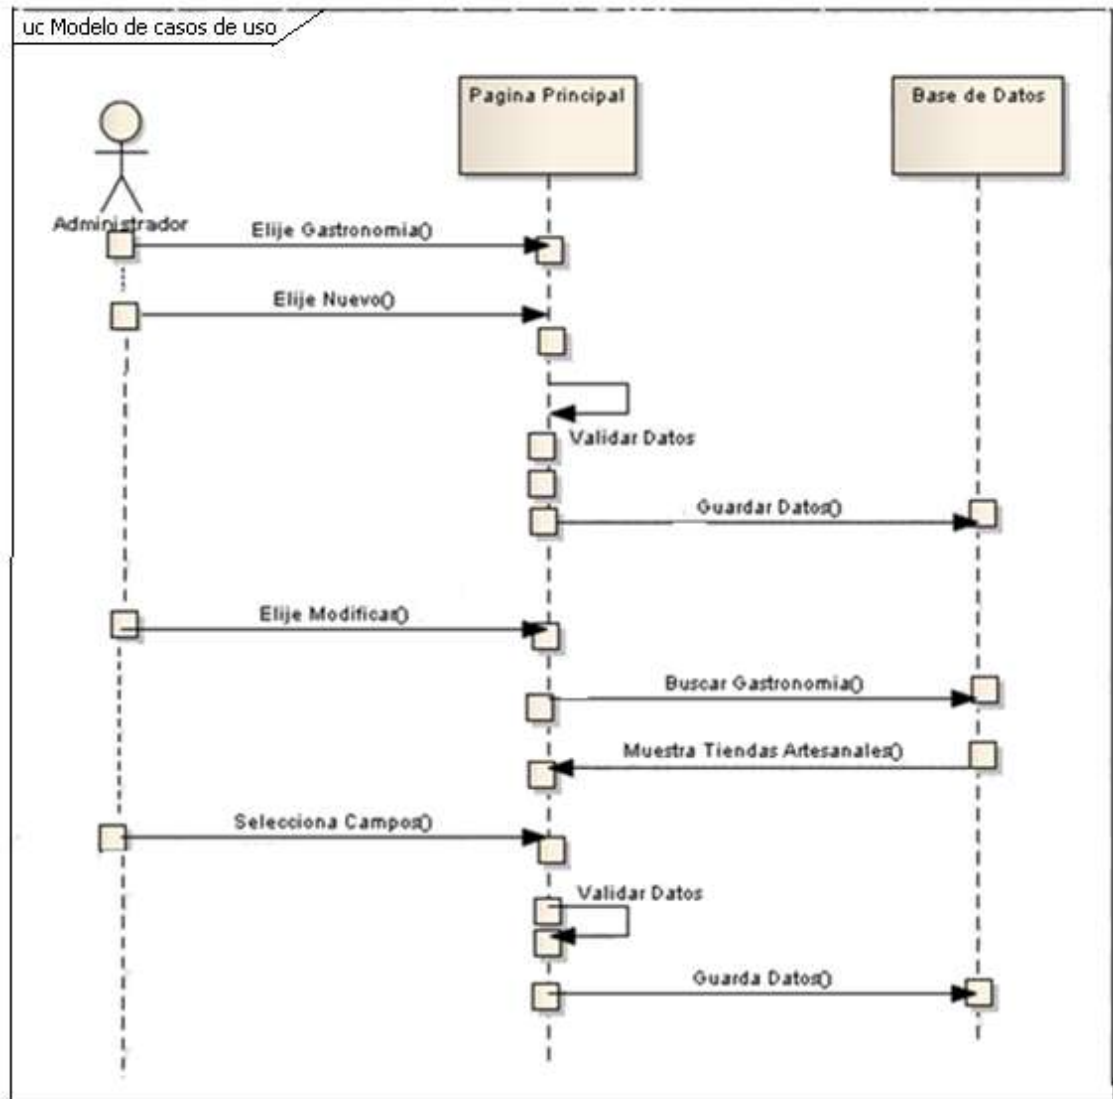 uc Modelo de casos de uso
Pagina Principal
Base de Datos
Administrador
Elije Gastronomia()
Elije Nuevo()
Validar Datos
Guardar Datos()
Elije Modificar()
Buscar Gastronomia()
Muestra Tiendas Artesanales()
Selecciona Campos()
Validar Datos
Guarda Datos()